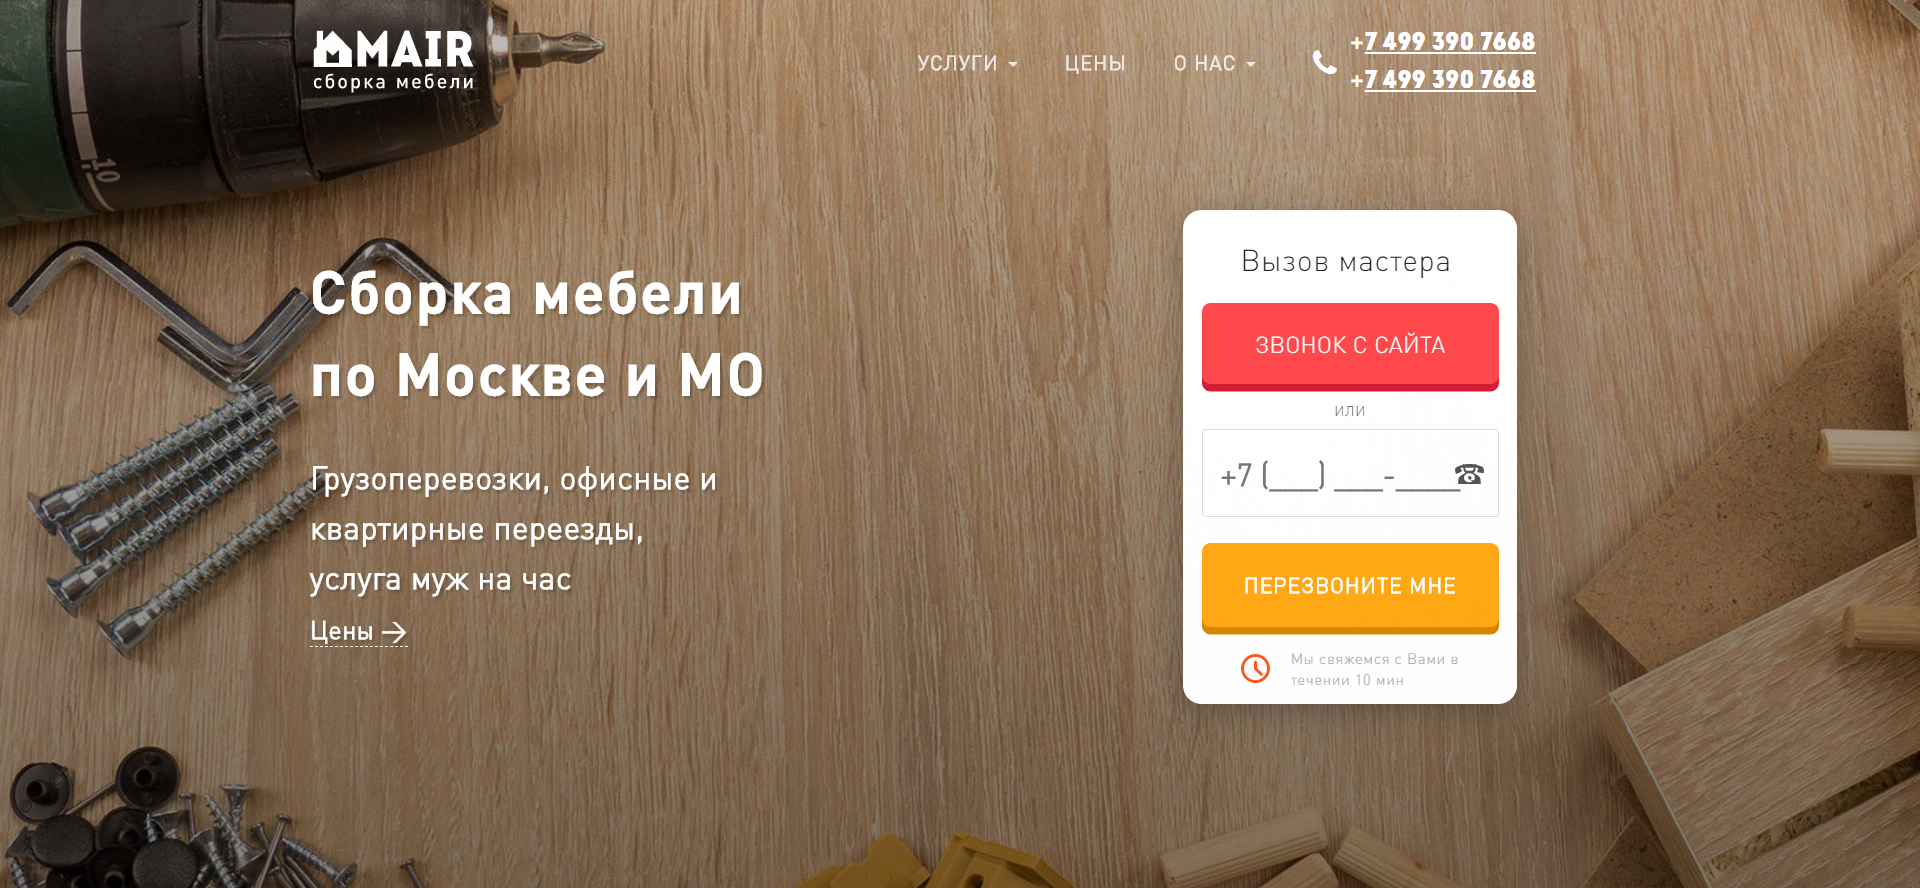 MAIR
сборка мебели
УСЛУГИ
ЦЕНЫ
О НАС
+7 499 390 7668
+7 499 390 7668
10
Сборка мебели
по Москве и МО
Грузоперевозки, офисные и
квартирные переезды,
услуга муж на час
Цены →
Вызов мастера
ЗВОНОК С САЙТА
или
+7 (___) ___-____☎
ПЕРЕЗВОНИТЕ МНЕ
Мы свяжемся с Вами в
течении 10 мин